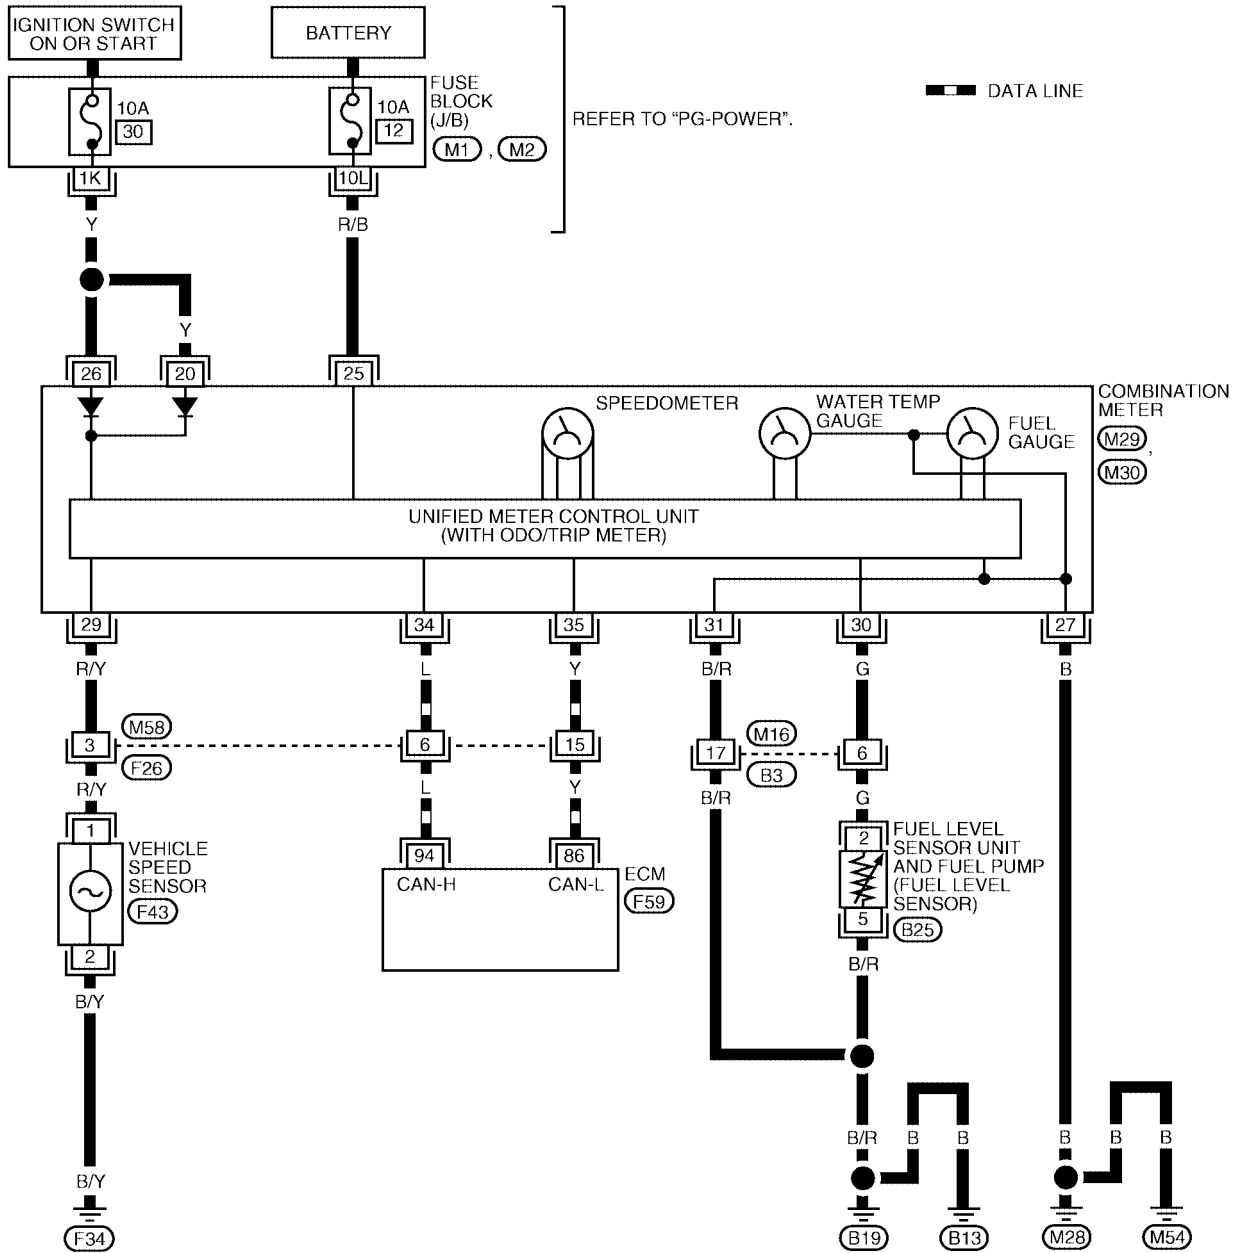 IGNITION SWITCH
ON OR START
BATTERY
FUSE
BLOCK
(J/B)
M1 , M2
10A
30
10A
12
REFER TO “PG-POWER”.
DATA LINE
1K
10L
Y
R/B
Y
26
20
25
COMBINATION
METER
M29 ,
M30
SPEEDOMETER
WATER TEMP
GAUGE
FUEL
GAUGE
UNIFIED METER CONTROL UNIT
(WITH ODO/TRIP METER)
29
34
35
31
30
27
R/Y
L
Y
B/R
G
B
M58
3
6
15
F26
M16
17
6
B3
R/Y
L
Y
B/R
G
1
VEHICLE
SPEED
SENSOR
F43
2
94
86
CAN-H
CAN-L
ECM
F59
2
FUEL LEVEL
SENSOR UNIT
AND FUEL PUMP
(FUEL LEVEL
SENSOR)
5
B25
B/Y
B/R
B/R
B
B
B
B
B
B/Y
F34
B19
B13
M28
M54